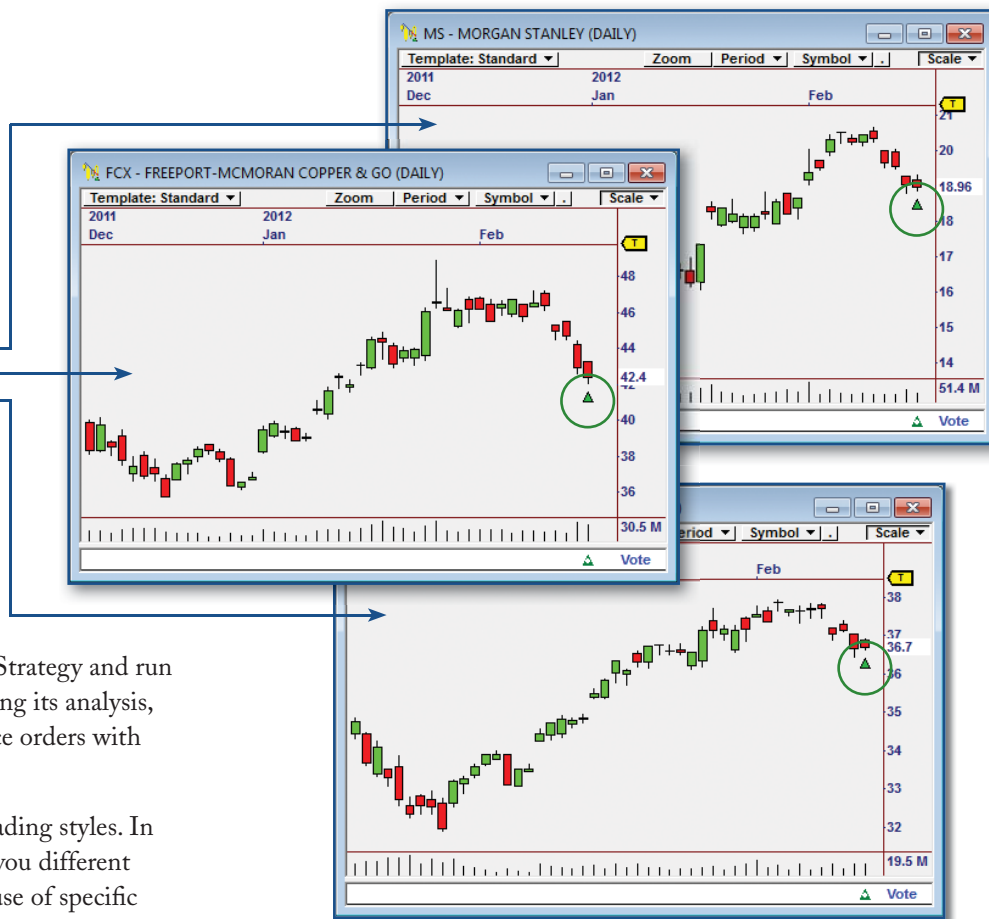 MS - MORGAN STANLEY (DAILY)
Template: Standard Zoom Period Symbol . Scale
2011 2012
Dec Jan Feb
T
21
20
18.96
18
17
16
15
14
51.4 M
Vote
FCX - FREEPORT-MCMORAN COPPER & GO (DAILY)
Template: Standard Zoom Period Symbol . Scale
2011 2012
Dec Jan Feb
T
48
46
44
42.4
40
38
36
30.5 M
Vote
Symbol . Scale
Feb
T
38
37
36.7
36
35
34
33
32
19.5 M
Vote
Strategy and run
ng its analysis,
e orders with
ading styles. In
you different
use of specific